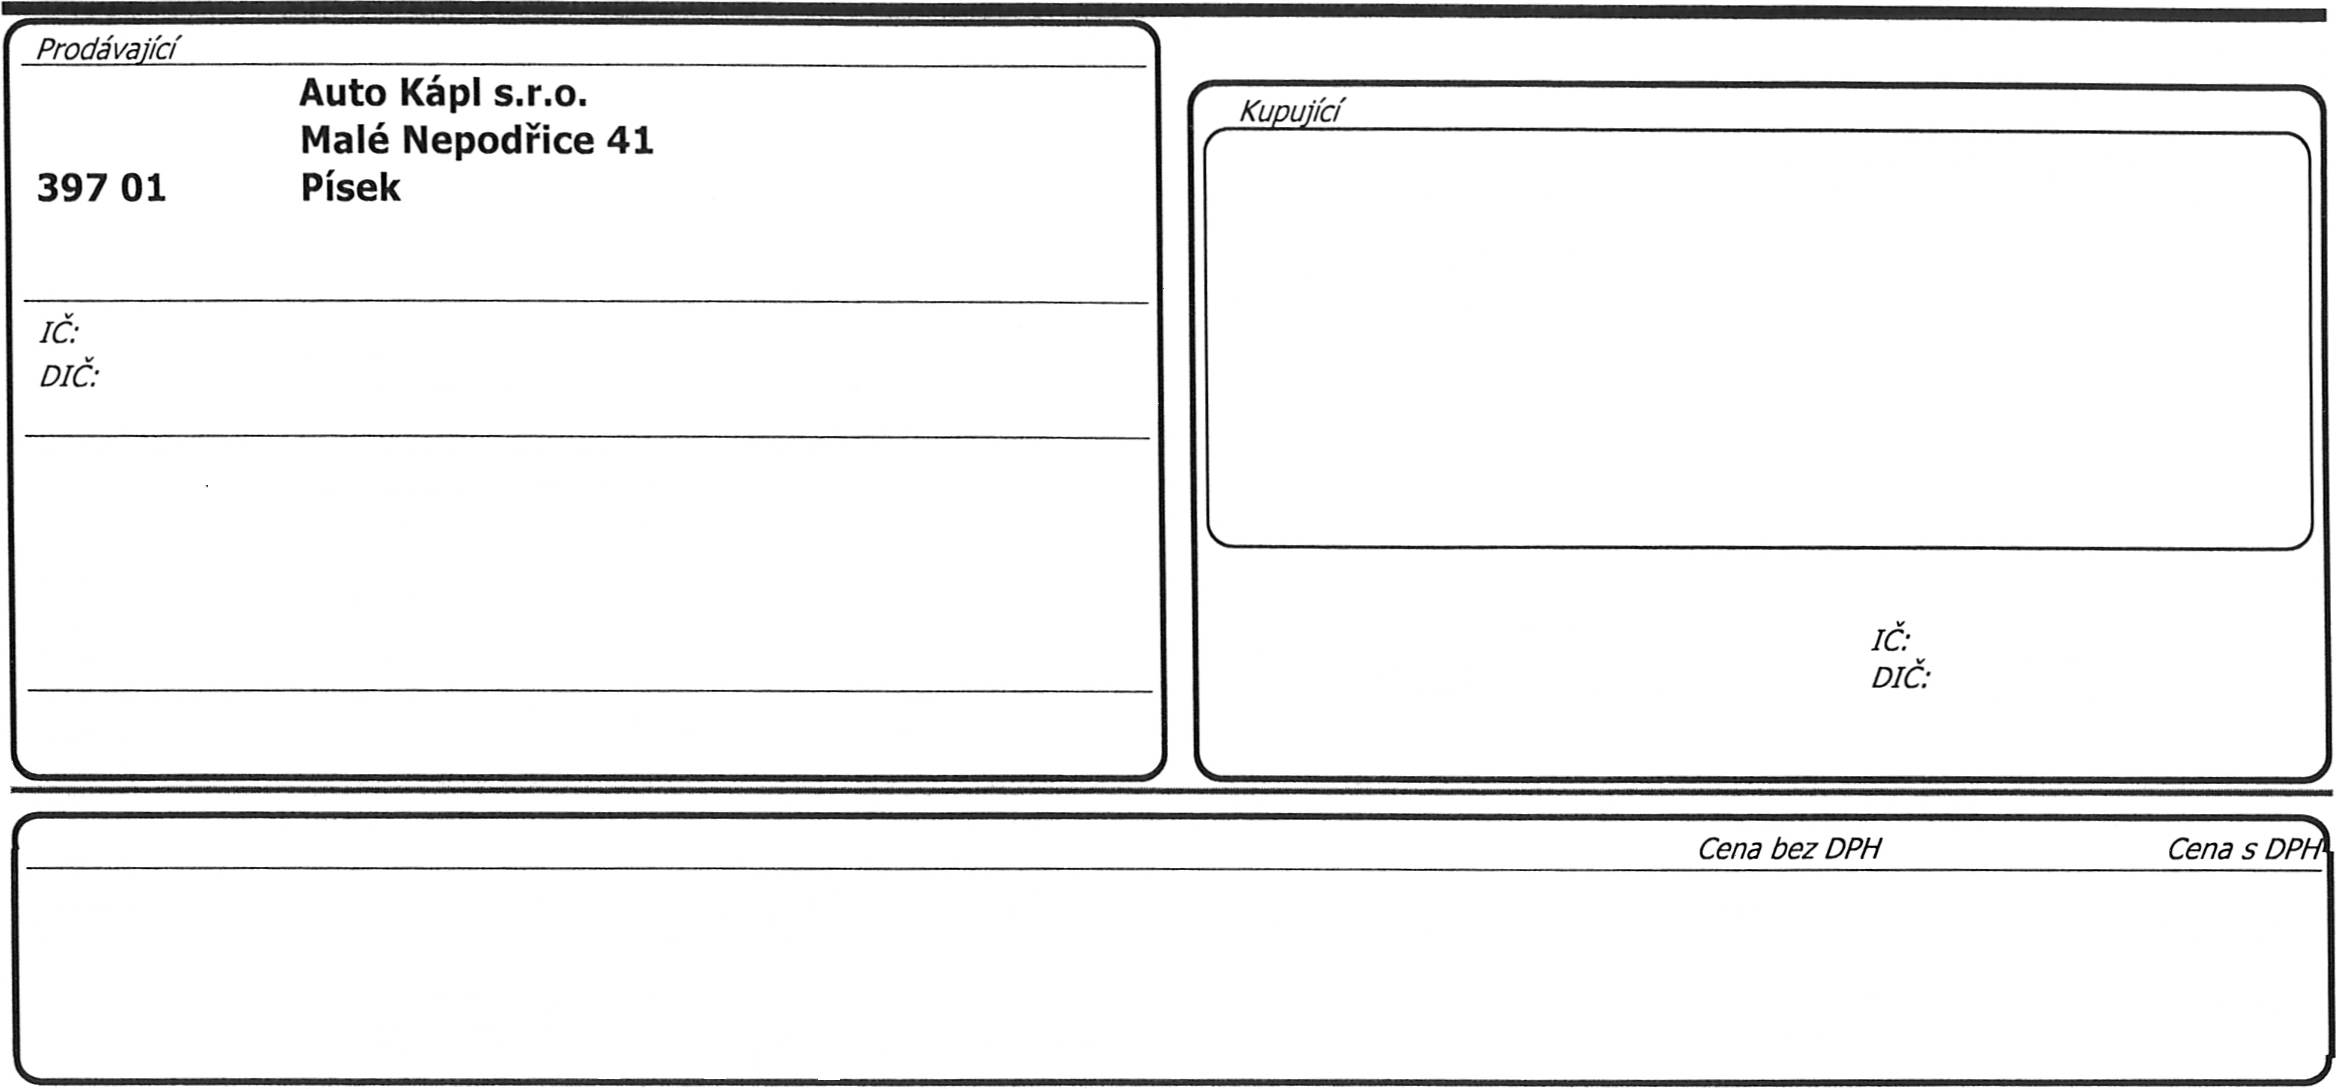 Prodávající
Auto Kápl s.r.o.
Malé Nepodřice 41
397 01 Písek
IČ:
DIČ:
Kupující
IČ:
DIČ:
Cena bez DPH Cena s DPH